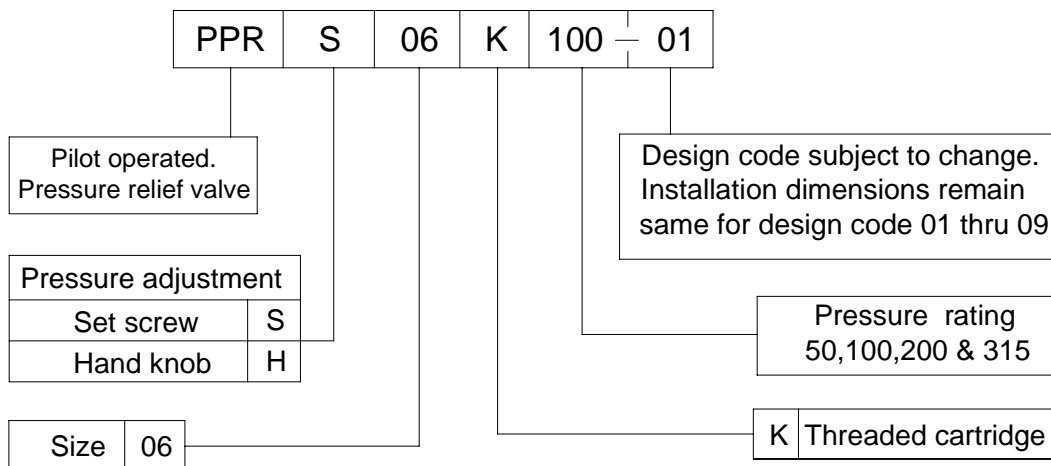 PPR S 06 K 100 – 01
Pilot operated.
Pressure relief valve
Design code subject to change.
Installation dimensions remain
same for design code 01 thru 09
Pressure adjustment
Set screw S
Hand knob H
Pressure rating
50,100,200 & 315
Size 06
K Threaded cartridge